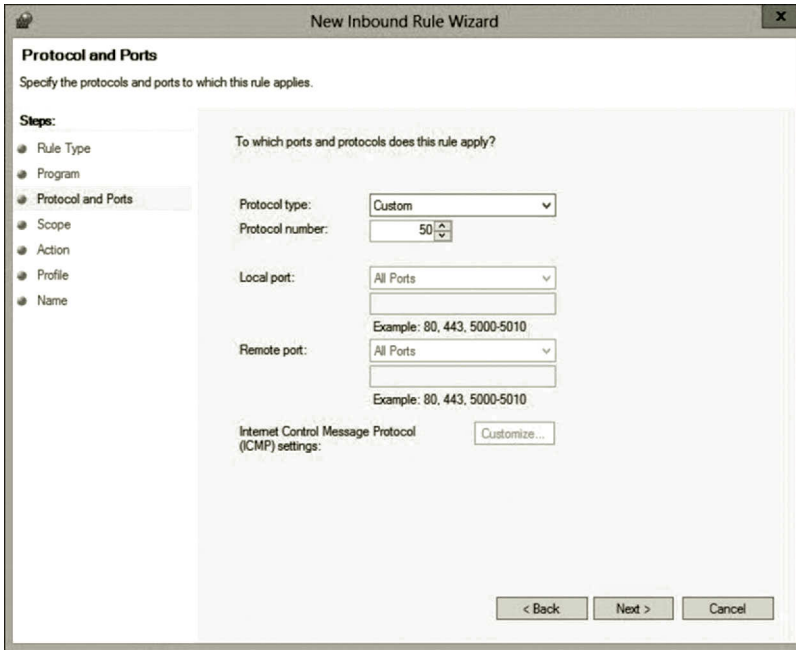 New Inbound Rule Wizard
x
Protocol and Ports
Specify the protocols and ports to which this rule applies.
Steps:
Rule Type
Program
Protocol and Ports
Scope
Action
Profile
Name
To which ports and protocols does this rule apply?
Protocol type: Custom
Protocol number: 50
Local port: All Ports
Example: 80, 443, 5000-5010
Remote port: All Ports
Example: 80, 443, 5000-5010
Internet Control Message Protocol Customize...
(ICMP) settings:
< Back Next > Cancel